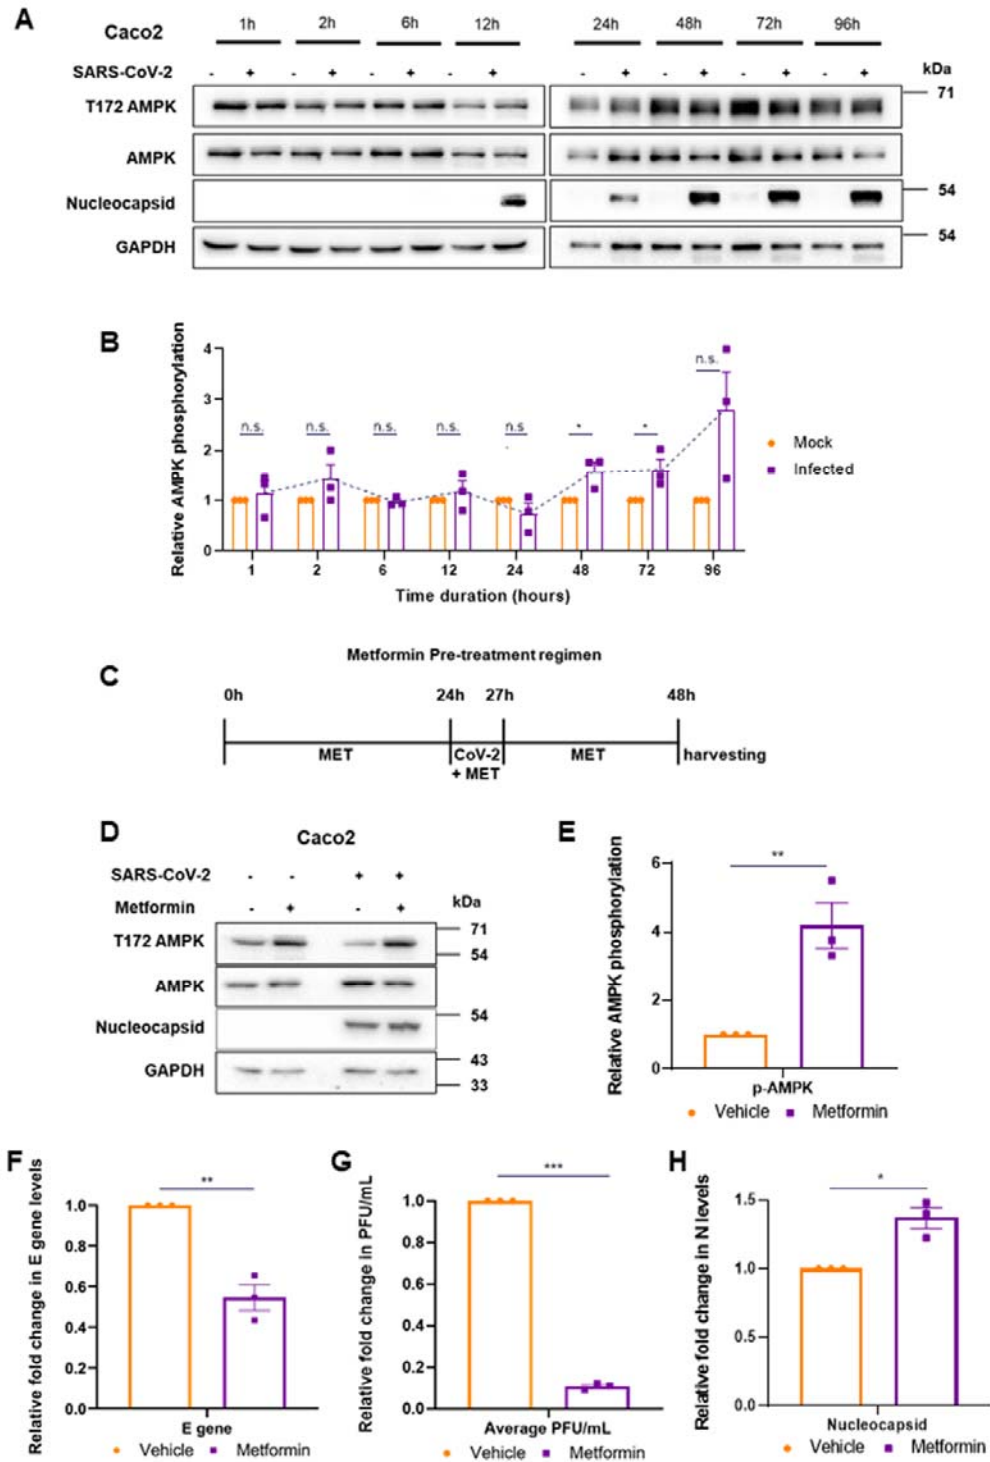 A
Caco2
1h 2h 6h 12h 24h 48h 72h 96h
SARS-CoV-2 - + - + - + - + - + - + - + - + kDa
T172 AMPK 71
AMPK
Nucleocapsid 54
GAPDH 54
B
Relative AMPK phosphorylation
4
3
2
1
0
n.s. n.s. n.s. n.s. n.s * * n.s.
1 2 6 12 24 48 72 96
Time duration (hours)
Mock
Infected
C
Metformin Pre-treatment regimen
0h 24h 27h 48h
MET CoV-2 MET harvesting
+ MET
D
Caco2
SARS-CoV-2 - - + +
Metformin - + - + kDa
T172 AMPK 71
54
AMPK
Nucleocapsid 54
GAPDH 43
33
E
Relative AMPK phosphorylation
6
4
2
0
**
p-AMPK
Vehicle Metformin
F
Relative fold change in E gene levels
1.0
0.8
0.6
0.4
0.2
0.0
**
E gene
Vehicle Metformin
G
Relative fold change in PFU/mL
1.0
0.8
0.6
0.4
0.2
0.0
***
Average PFU/mL
Vehicle Metformin
H
Relative fold change in N levels
1.5
1.0
0.5
0.0
*
Nucleocapsid
Vehicle Metformin